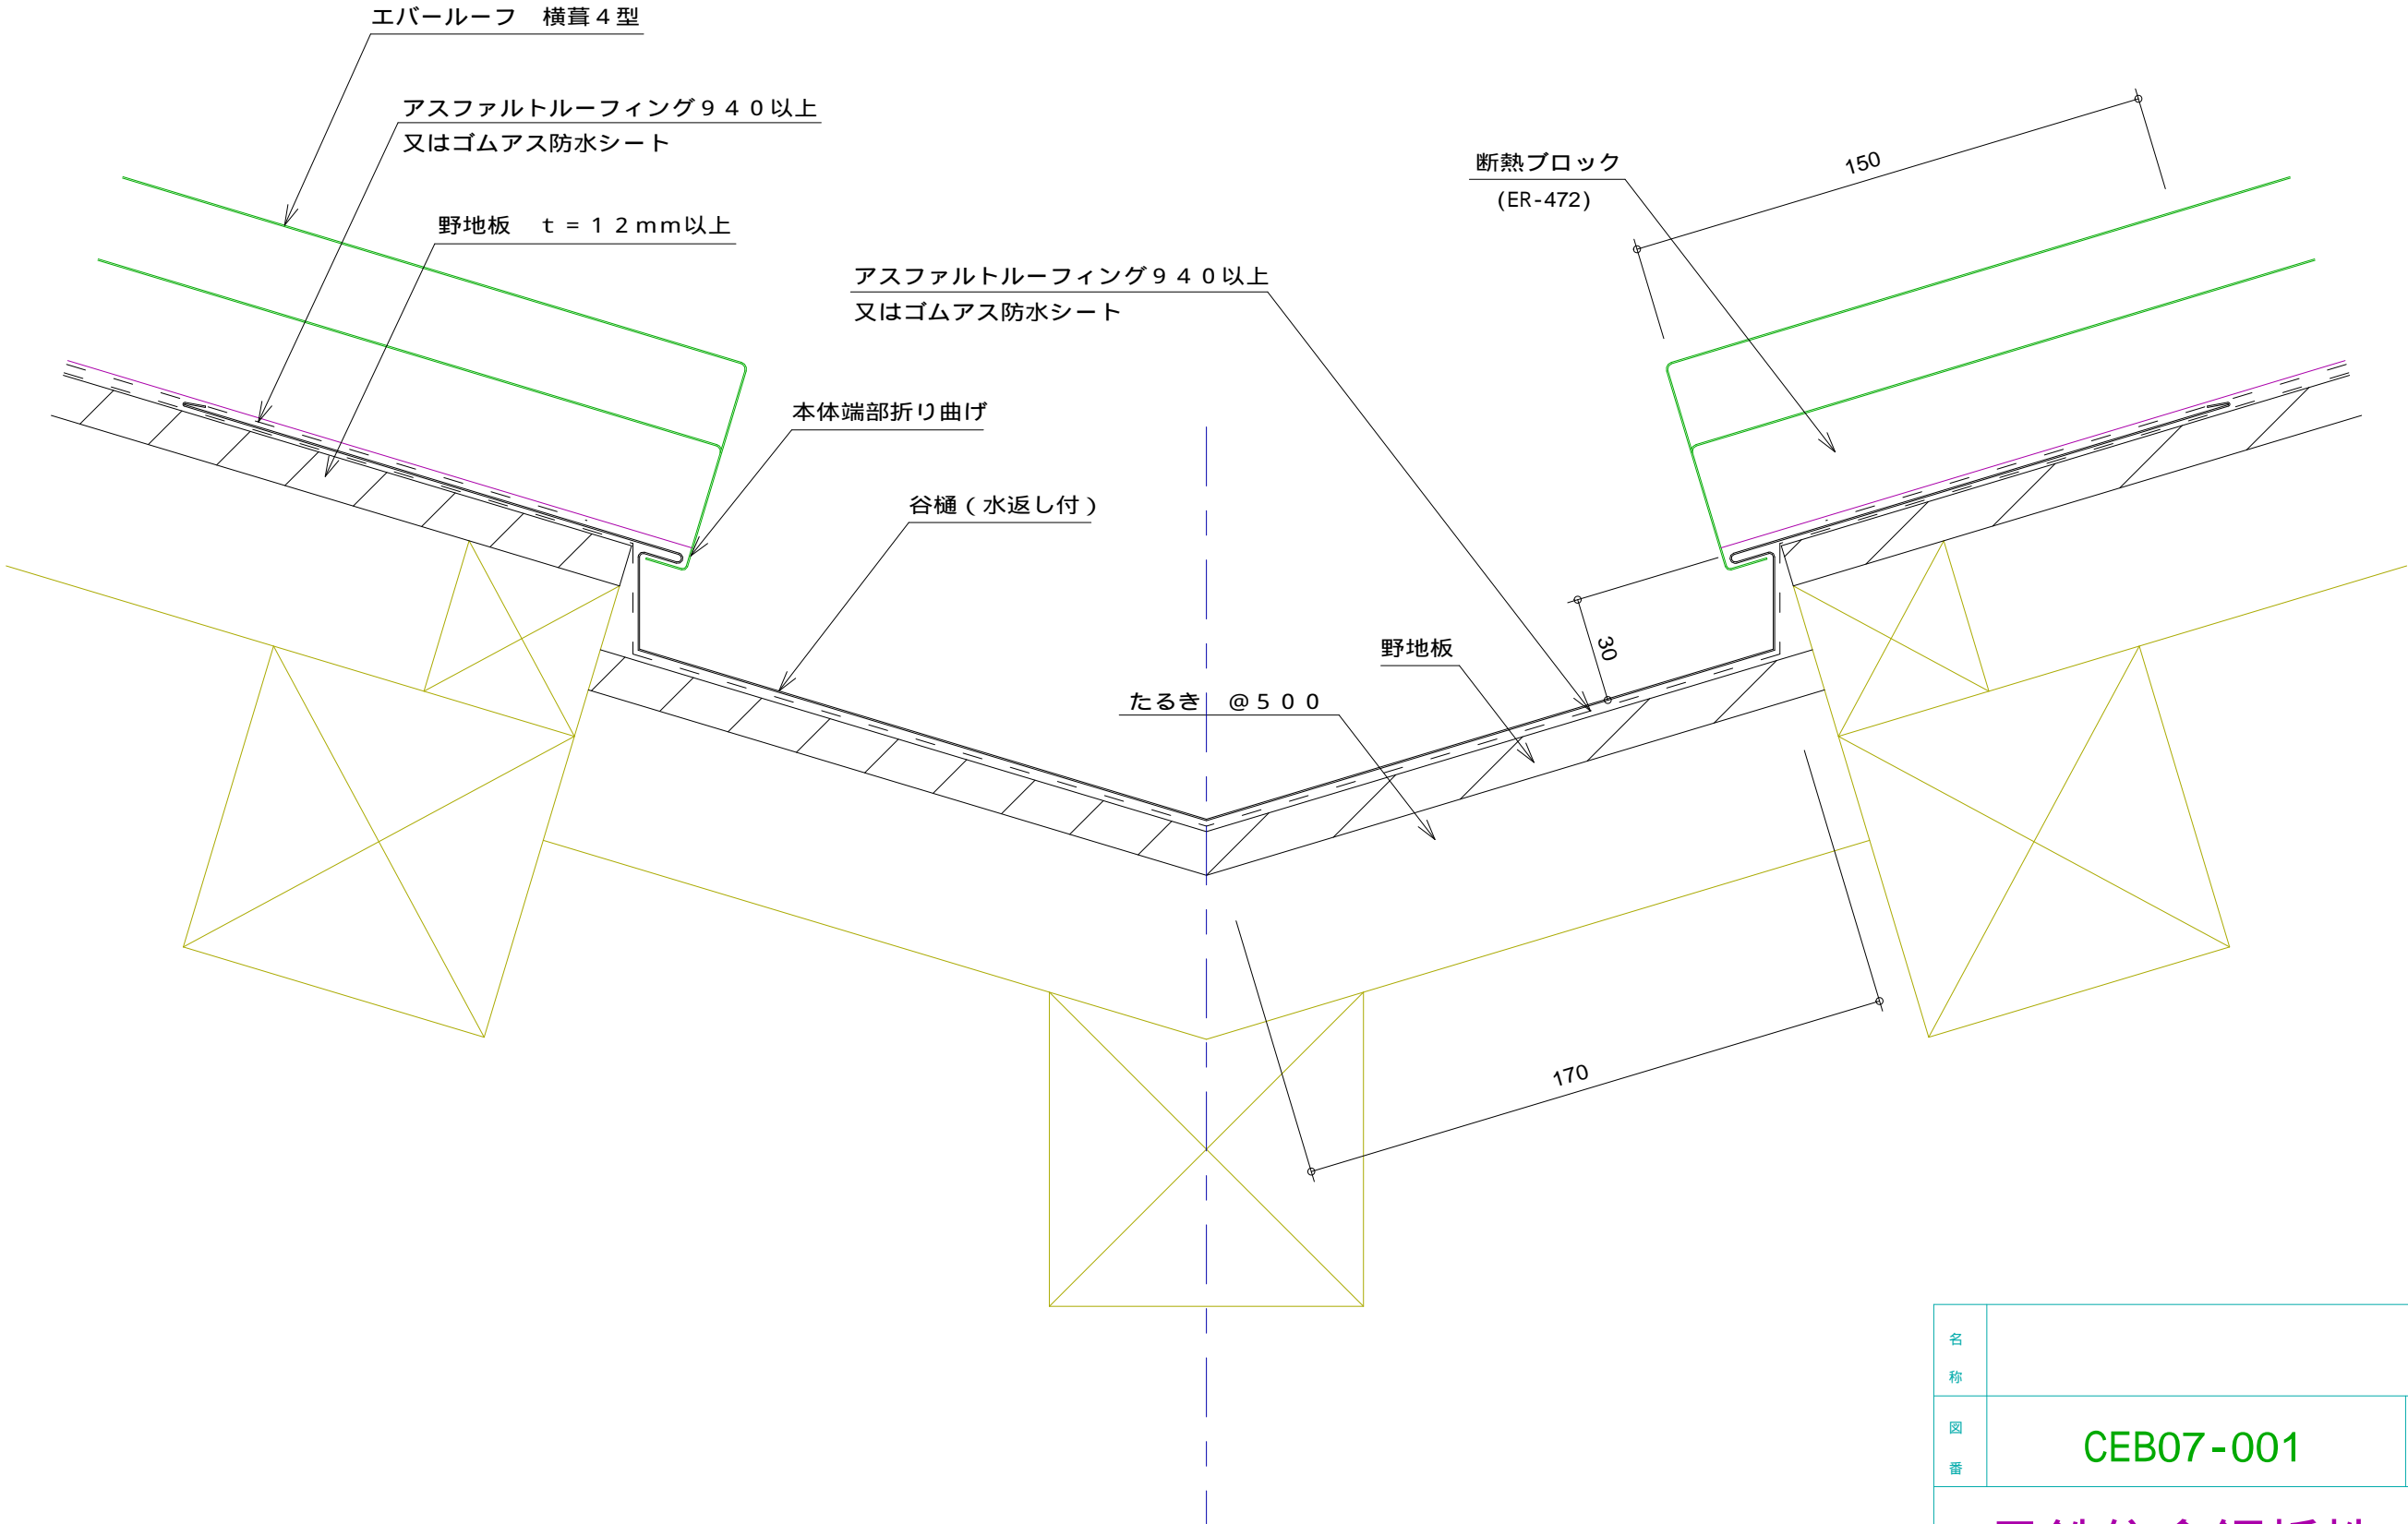 エバールーフ　横葺４型
アスファルトルーフィング９４０以上
又はゴムアス防水シート
野地板　ｔ＝１２ｍｍ以上
断熱ブロック
(ER-472)
150
アスファルトルーフィング９４０以上
又はゴムアス防水シート
本体端部折り曲げ
谷樋（水返し付）
30
野地板
たるき　＠５００
170
名称
図番
CEB07-001